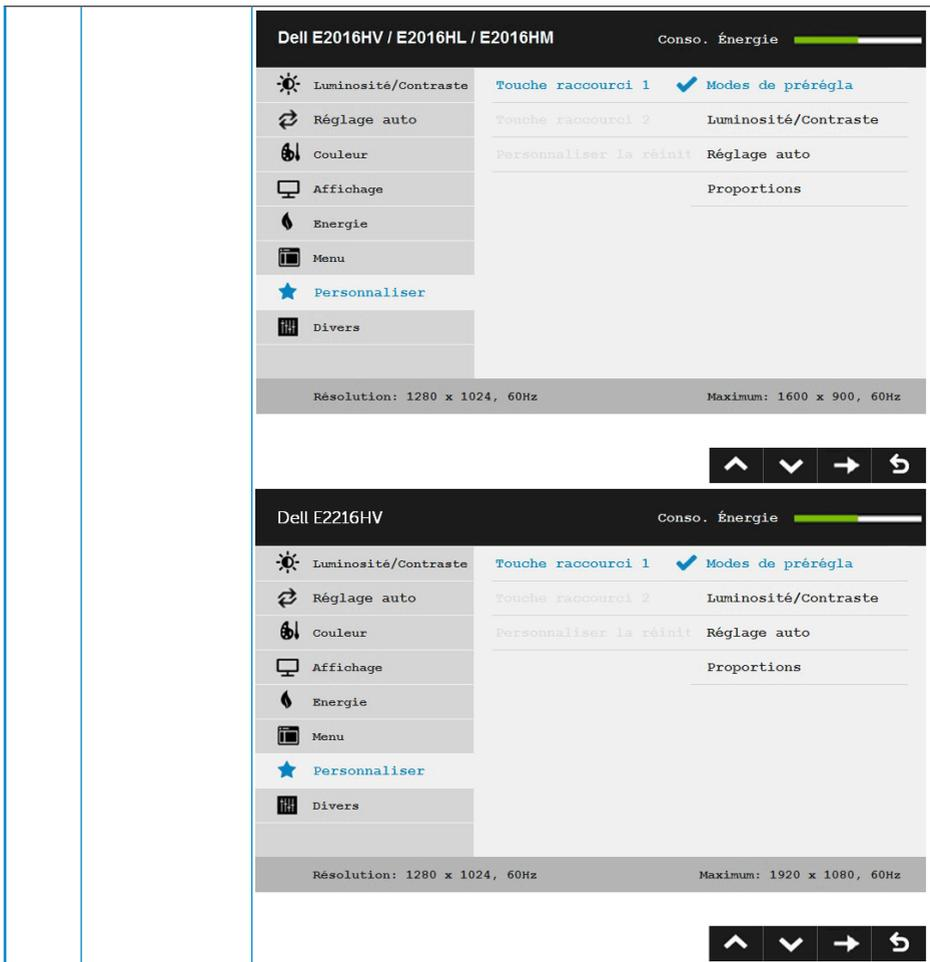 Dell E2016HV / E2016HL / E2016HM
Conso. Énergie
Luminosité/Contraste
Touche raccourci 1
Modes de prérégla
Réglage auto
Touche raccourci 2
Luminosité/Contraste
Couleur
Personnaliser la réinit
Réglage auto
Affichage
Proportions
Energie
Menu
Personnaliser
Divers
Résolution: 1280 x 1024, 60Hz
Maximum: 1600 x 900, 60Hz
Dell E2216HV
Conso. Énergie
Luminosité/Contraste
Touche raccourci 1
Modes de prérégla
Réglage auto
Touche raccourci 2
Luminosité/Contraste
Couleur
Personnaliser la réinit
Réglage auto
Affichage
Proportions
Energie
Menu
Personnaliser
Divers
Résolution: 1280 x 1024, 60Hz
Maximum: 1920 x 1080, 60Hz